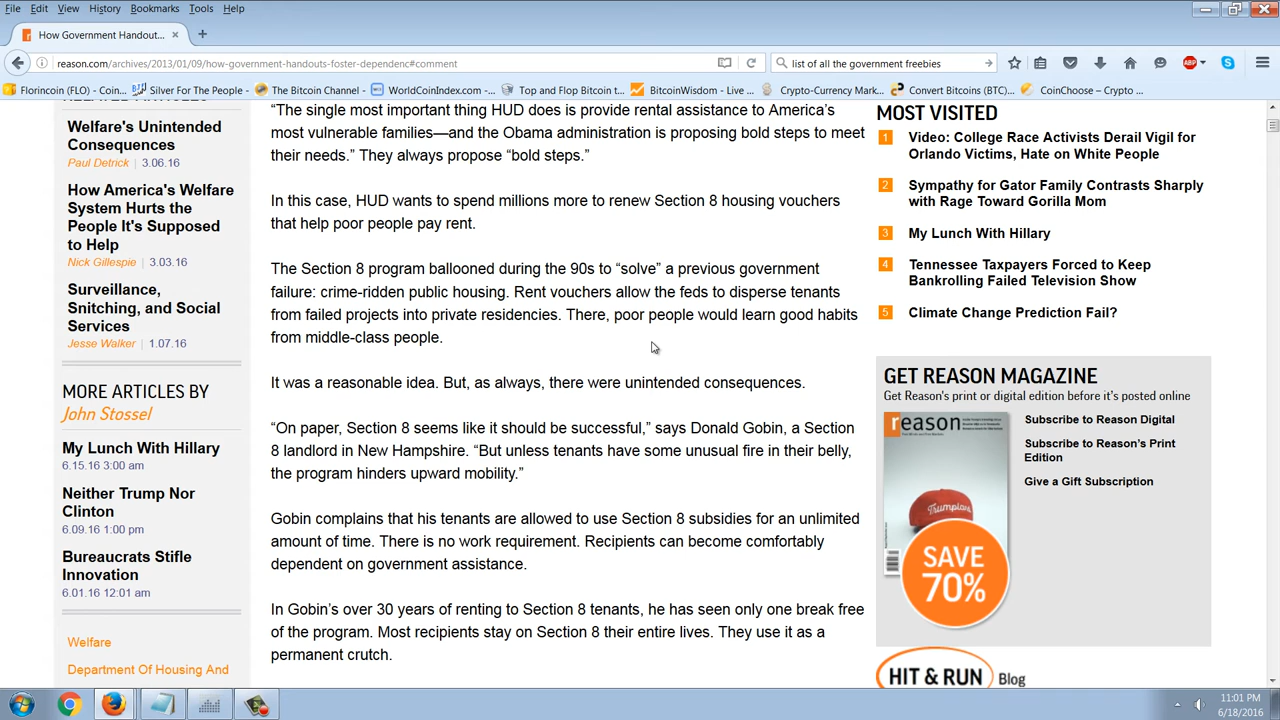 File Edit View History Bookmarks Tools Help
How Government Handout...
reason.com/archives/2013/01/09/how-government-handouts-foster-dependenc#comment
list of all the government freebies
Florincoin (FLO) - Coin...
Silver For The People - ...
The Bitcoin Channel - ...
WorldCoinIndex.com - ...
Top and Flop Bitcoin t...
BitcoinWisdom - Live ...
Crypto-Currency Mark...
Convert Bitcoins (BTC)...
CoinChoose – Crypto ...
ABP
RELATED ARTICLES
Welfare's Unintended
Consequences
Paul Detrick | 3.06.16
How America's Welfare
System Hurts the
People It's Supposed
to Help
Nick Gillespie | 3.03.16
Surveillance,
Snitching, and Social
Services
Jesse Walker | 1.07.16
MORE ARTICLES BY
John Stossel
My Lunch With Hillary
6.15.16 3:00 am
Neither Trump Nor
Clinton
6.09.16 1:00 pm
Bureaucrats Stifle
Innovation
6.01.16 12:01 am
Welfare
Department Of Housing And
“The single most important thing HUD does is provide rental assistance to America’s
most vulnerable families—and the Obama administration is proposing bold steps to meet
their needs.” They always propose “bold steps.”
In this case, HUD wants to spend millions more to renew Section 8 housing vouchers
that help poor people pay rent.
The Section 8 program ballooned during the 90s to “solve” a previous government
failure: crime-ridden public housing. Rent vouchers allow the feds to disperse tenants
from failed projects into private residencies. There, poor people would learn good habits
from middle-class people.
It was a reasonable idea. But, as always, there were unintended consequences.
“On paper, Section 8 seems like it should be successful,” says Donald Gobin, a Section
8 landlord in New Hampshire. “But unless tenants have some unusual fire in their belly,
the program hinders upward mobility.”
Gobin complains that his tenants are allowed to use Section 8 subsidies for an unlimited
amount of time. There is no work requirement. Recipients can become comfortably
dependent on government assistance.
In Gobin’s over 30 years of renting to Section 8 tenants, he has seen only one break free
of the program. Most recipients stay on Section 8 their entire lives. They use it as a
permanent crutch.
MOST VISITED
1 Video: College Race Activists Derail Vigil for
Orlando Victims, Hate on White People
2 Sympathy for Gator Family Contrasts Sharply
with Rage Toward Gorilla Mom
3 My Lunch With Hillary
4 Tennessee Taxpayers Forced to Keep
Bankrolling Failed Television Show
5 Climate Change Prediction Fail?
GET REASON MAGAZINE
Get Reason's print or digital edition before it's posted online
reason
Trumpians
SAVE
70%
Subscribe to Reason Digital
Subscribe to Reason's Print
Edition
Give a Gift Subscription
HIT & RUN Blog
11:01 PM
6/18/2016